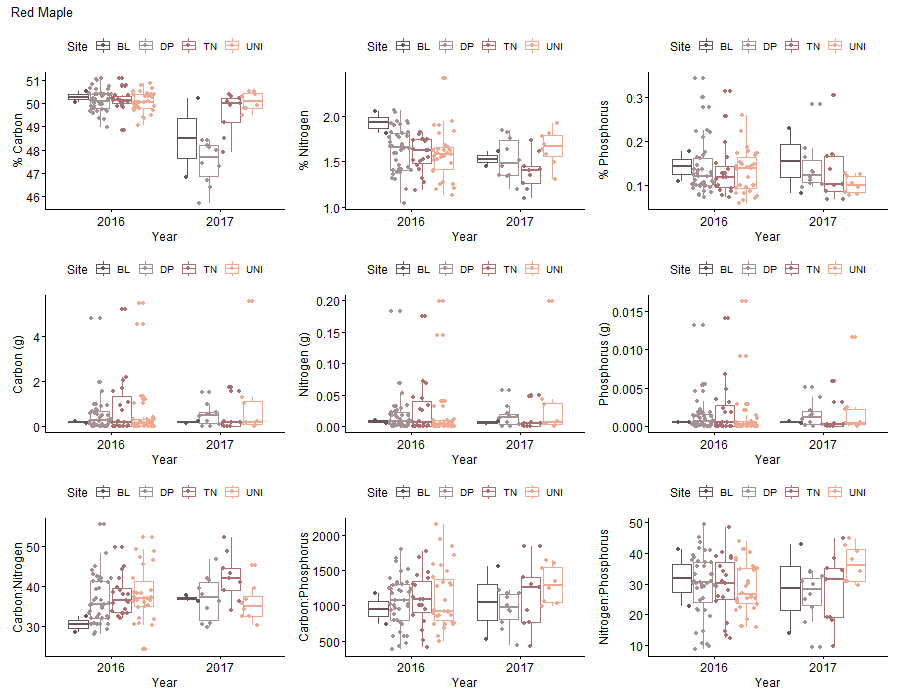 Red Maple
Site BL DP TN UNI
% Carbon
51
50
49
48
47
46
2016 2017
Year
Site BL DP TN UNI
% Nitrogen
2.0
1.5
1.0
2016 2017
Year
Site BL DP TN UNI
% Phosphorus
0.3
0.2
0.1
2016 2017
Year
Site BL DP TN UNI
Carbon (g)
4
2
0
2016 2017
Year
Site BL DP TN UNI
Nitrogen (g)
0.20
0.15
0.10
0.05
0.00
2016 2017
Year
Site BL DP TN UNI
Phosphorus (g)
0.015
0.010
0.005
0.000
2016 2017
Year
Site BL DP TN UNI
Carbon:Nitrogen
50
40
30
2016 2017
Year
Site BL DP TN UNI
Carbon:Phosphorus
2000
1500
1000
500
2016 2017
Year
Site BL DP TN UNI
Nitrogen:Phosphorus
50
40
30
20
10
2016 2017
Year